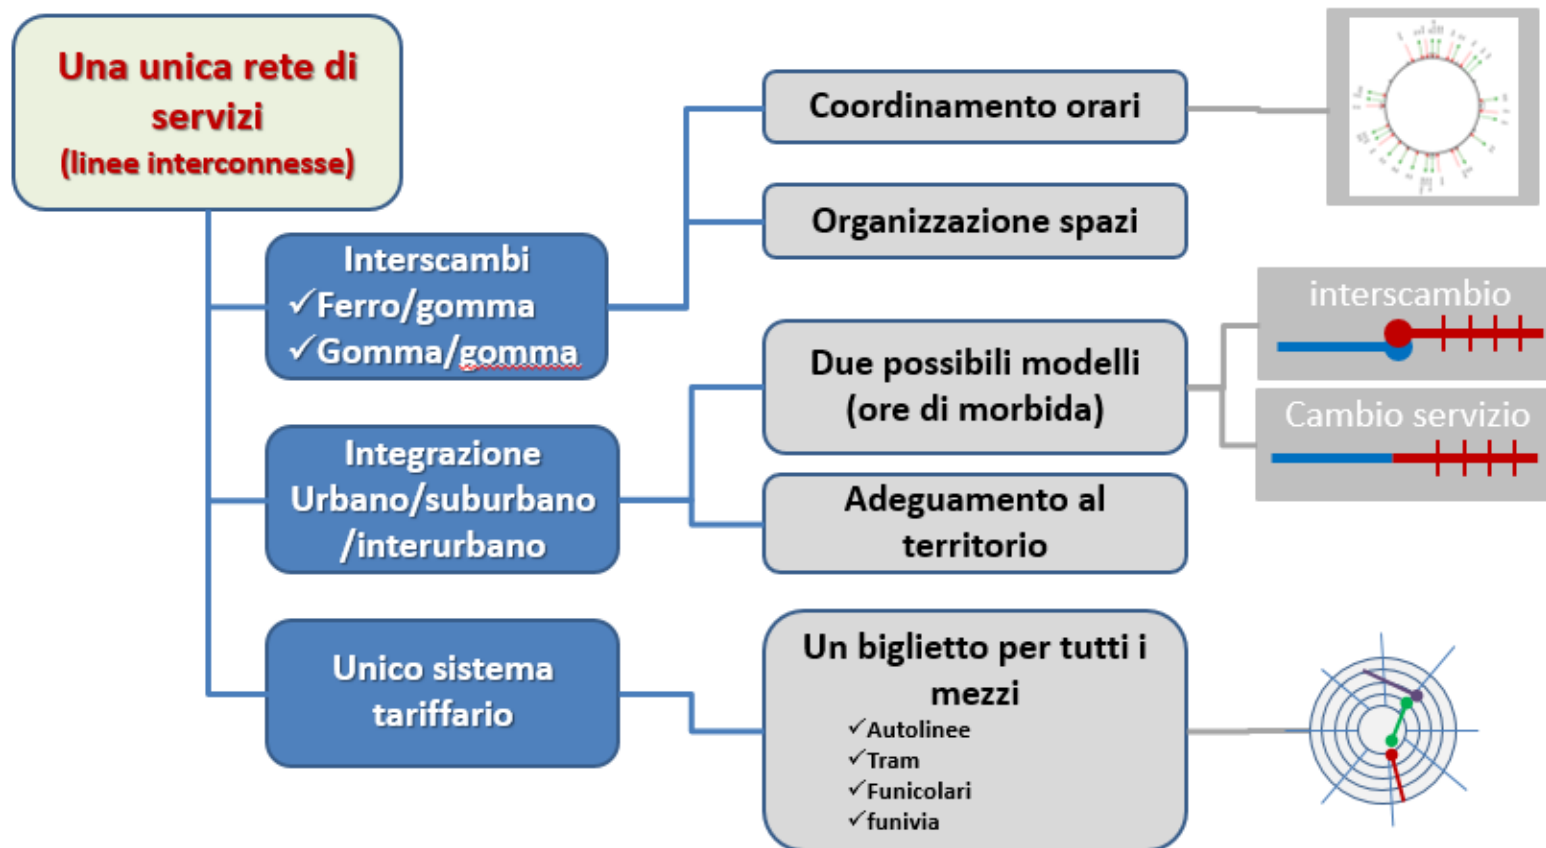 Una unica rete di
servizi
(linee interconnesse)
Interscambi
✓Ferro/gomma
✓Gomma/gomma
Integrazione
Urbano/suburbano
/interurbano
Unico sistema
tariffario
Coordinamento orari
Organizzazione spazi
Due possibili modelli
(ore di morbida)
Adeguamento al
territorio
Un biglietto per tutti i
mezzi
✓Autolinee
✓Tram
✓Funicolari
✓funivia
interscambio
Cambio servizio